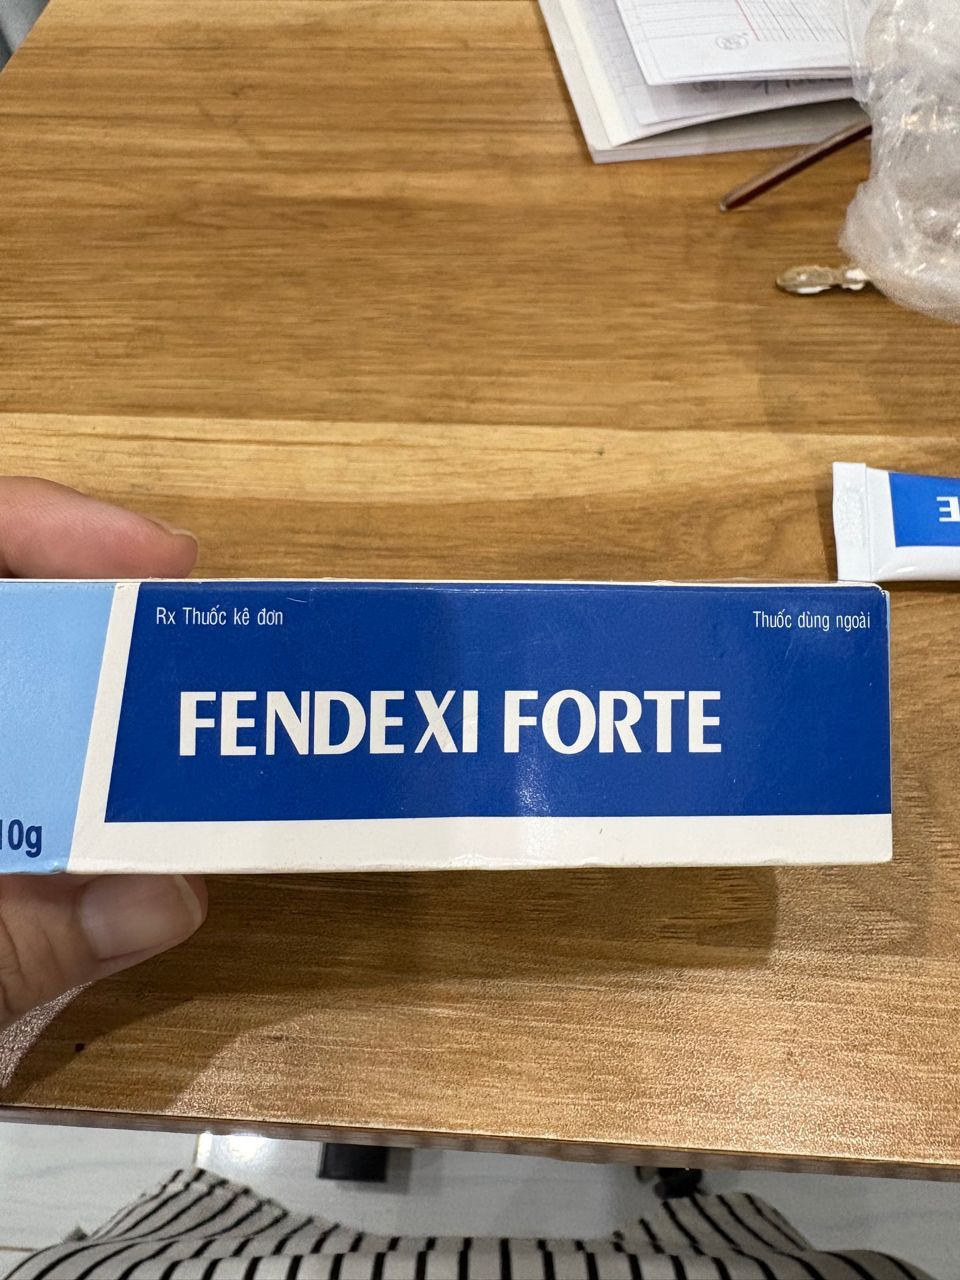 Rx Thuốc kê đơn
Thuốc dùng ngoài
FENDEXI FORTE
10g